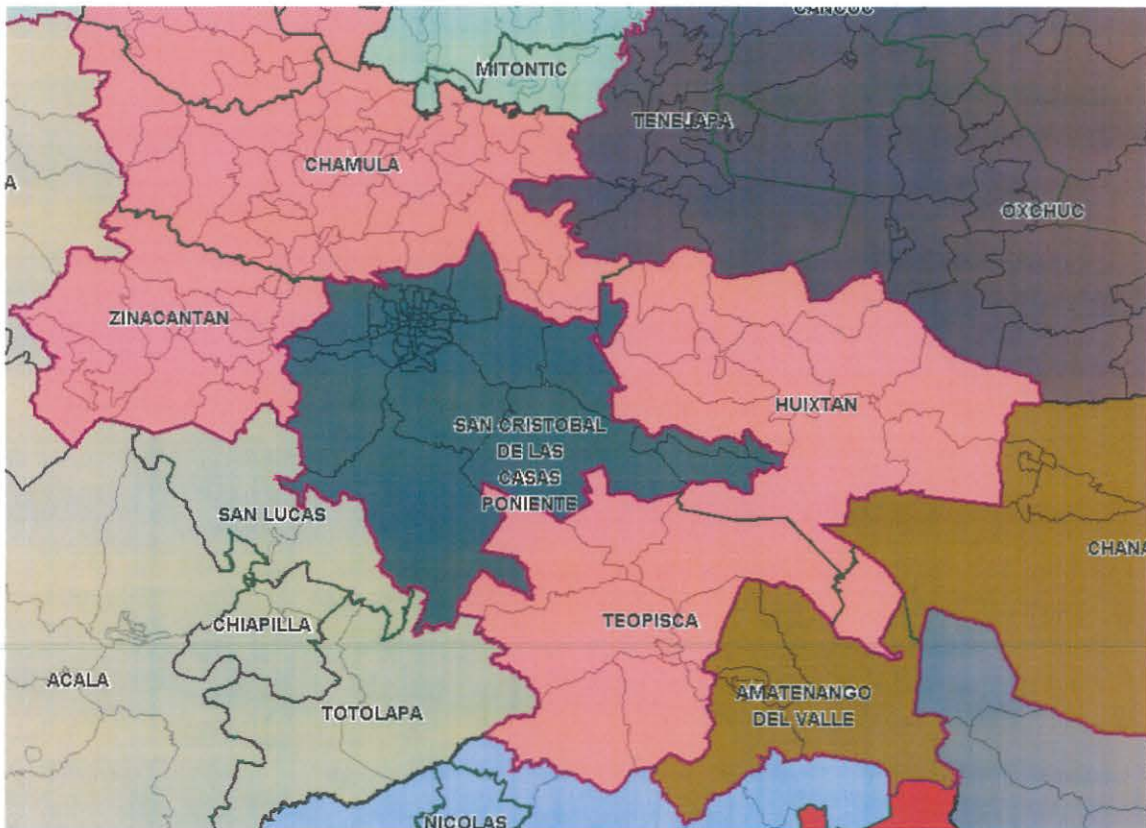 CANCUC
MITONTIC
TENEJAPA
CHAMULA
A
OXCHUC
ZINACANTAN
HUIXTAN
SAN CRISTOBAL
DE LAS
CASAS
PONIENTE
SAN LUCAS
CHANA
CHIAPILLA
TEOPISCA
ACALA
TOTOLAPA
AMATENANGO
DEL VALLE
NICOLAS